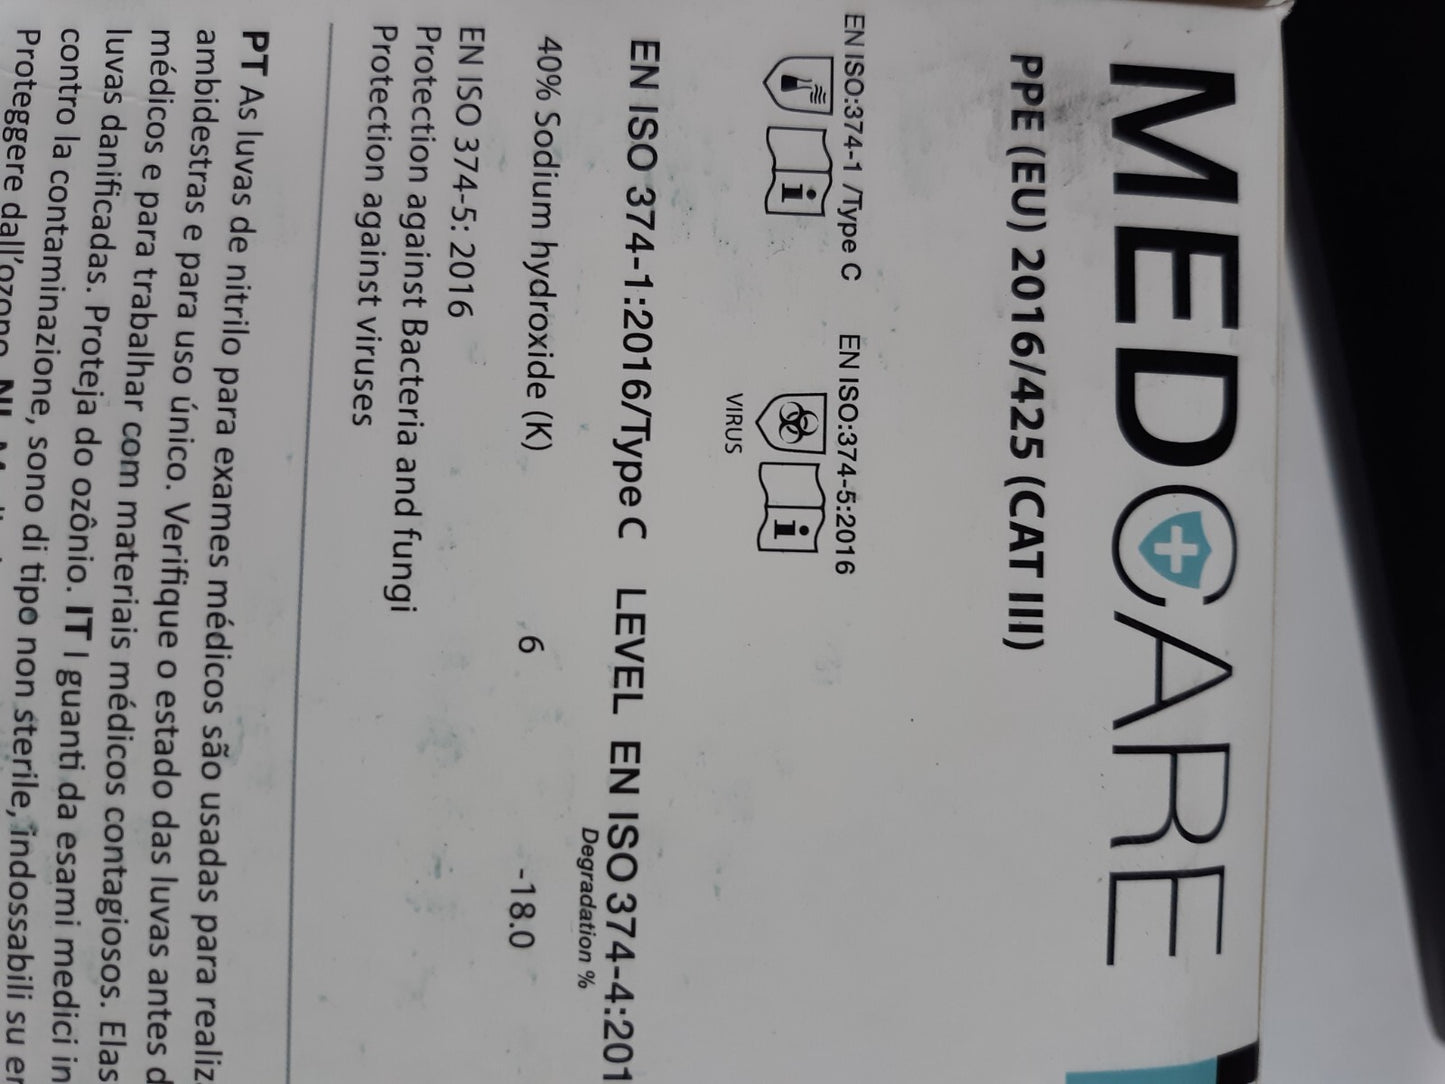 MEDCARE
PPE (EU) 2016/425 (CAT III)
EN ISO:374-1 /Type C EN ISO:374-5:2016
i i
VIRUS
EN ISO 374-1:2016/Type C LEVEL EN ISO 374-4:201
Degradation %
40% Sodium hydroxide (K) 6 -18.0
EN ISO 374-5: 2016
Protection against Bacteria and fungi
Protection against viruses
PT As luvas de nitrilo para exames médicos são usadas para realiz
ambidestras e para uso único. Verifique o estado das luvas antes d
médicos e para trabalhar com materiais médicos contagiosos. Elas
luvas danificadas. Proteja do ozônio. IT I guanti da esami medici in
contro la contaminazione, sono di tipo non sterile, indossabili su en
Proteggere dall'ozono. NL